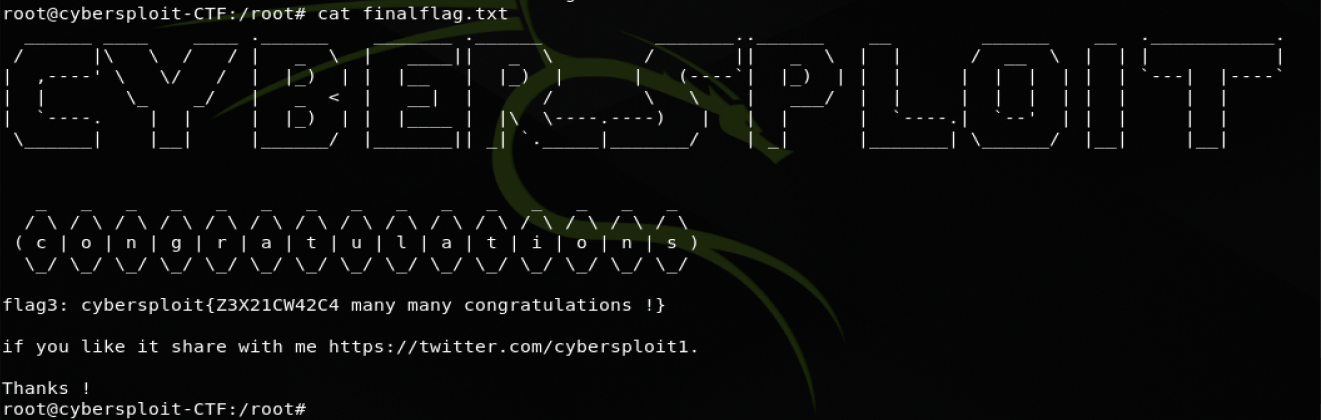 root@cybersploit-CTF:/root# cat finalflag.txt
CYBERSPLOIT
(c|o|n|g|r|a|t|u|l|a|t|i|o|n|s)
flag3: cybersploit{Z3X21CW42C4 many many congratulations !}
if you like it share with me https://twitter.com/cybersploit1.
Thanks !
root@cybersploit-CTF:/root#